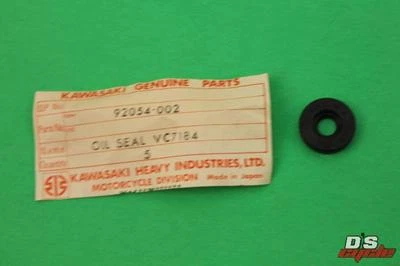 KAWASAKI GENUINE PARTS
92054-002
OIL SEAL VC7184
Quantity 5
KAWASAKI HEAVY INDUSTRIES, LTD.
MOTORCYCLE DIVISION Made in Japan
D'S
cycle